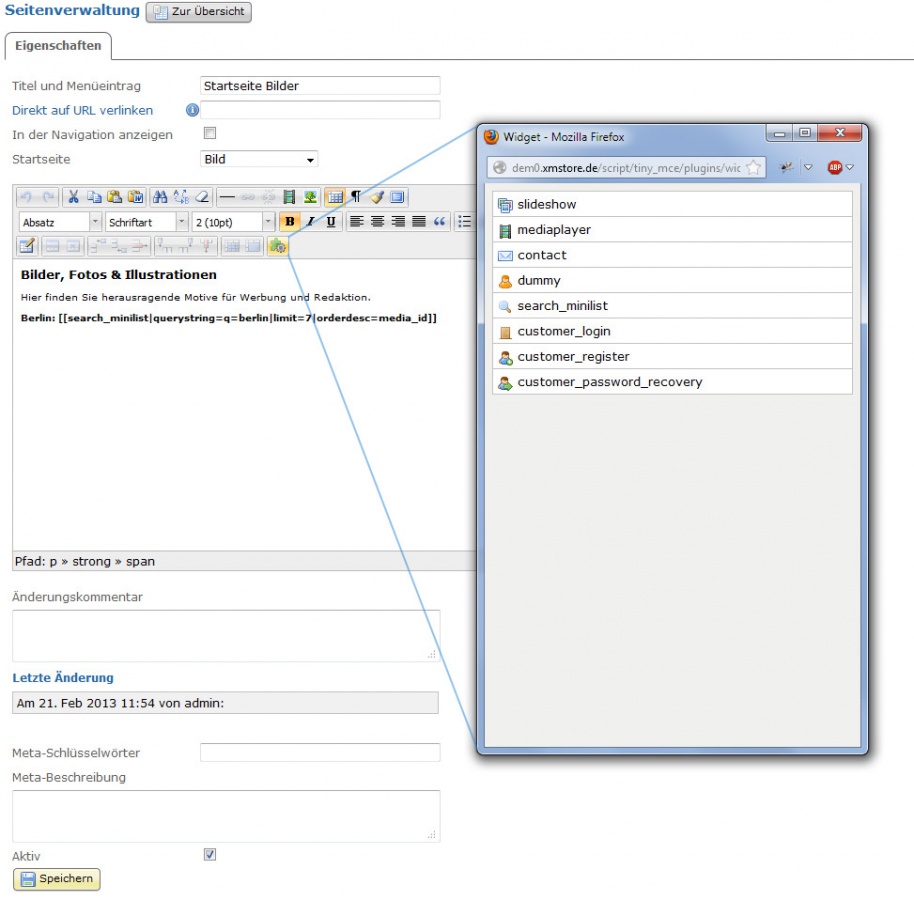 Seitenverwaltung Zur Übersicht
Eigenschaften
Titel und Menüeintrag Startseite Bilder
Direkt auf URL verlinken
In der Navigation anzeigen
Startseite Bild
Absatz Schriftart 2 (10pt) B I U
Bilder, Fotos & Illustrationen
Hier finden Sie herausragende Motive für Werbung und Redaktion.
Berlin: [[search_minilist|querystring=q=berlin|limit=7|orderdesc=media_id]]
Pfad: p » strong » span
Änderungskommentar
Letzte Änderung
Am 21. Feb 2013 11:54 von admin:
Meta-Schlüsselwörter
Meta-Beschreibung
Aktiv
Speichern
Widget - Mozilla Firefox
dem0.xmstore.de/script/tiny_mce/plugins/wic
ABP
slideshow
mediaplayer
contact
dummy
search_minilist
customer_login
customer_register
customer_password_recovery